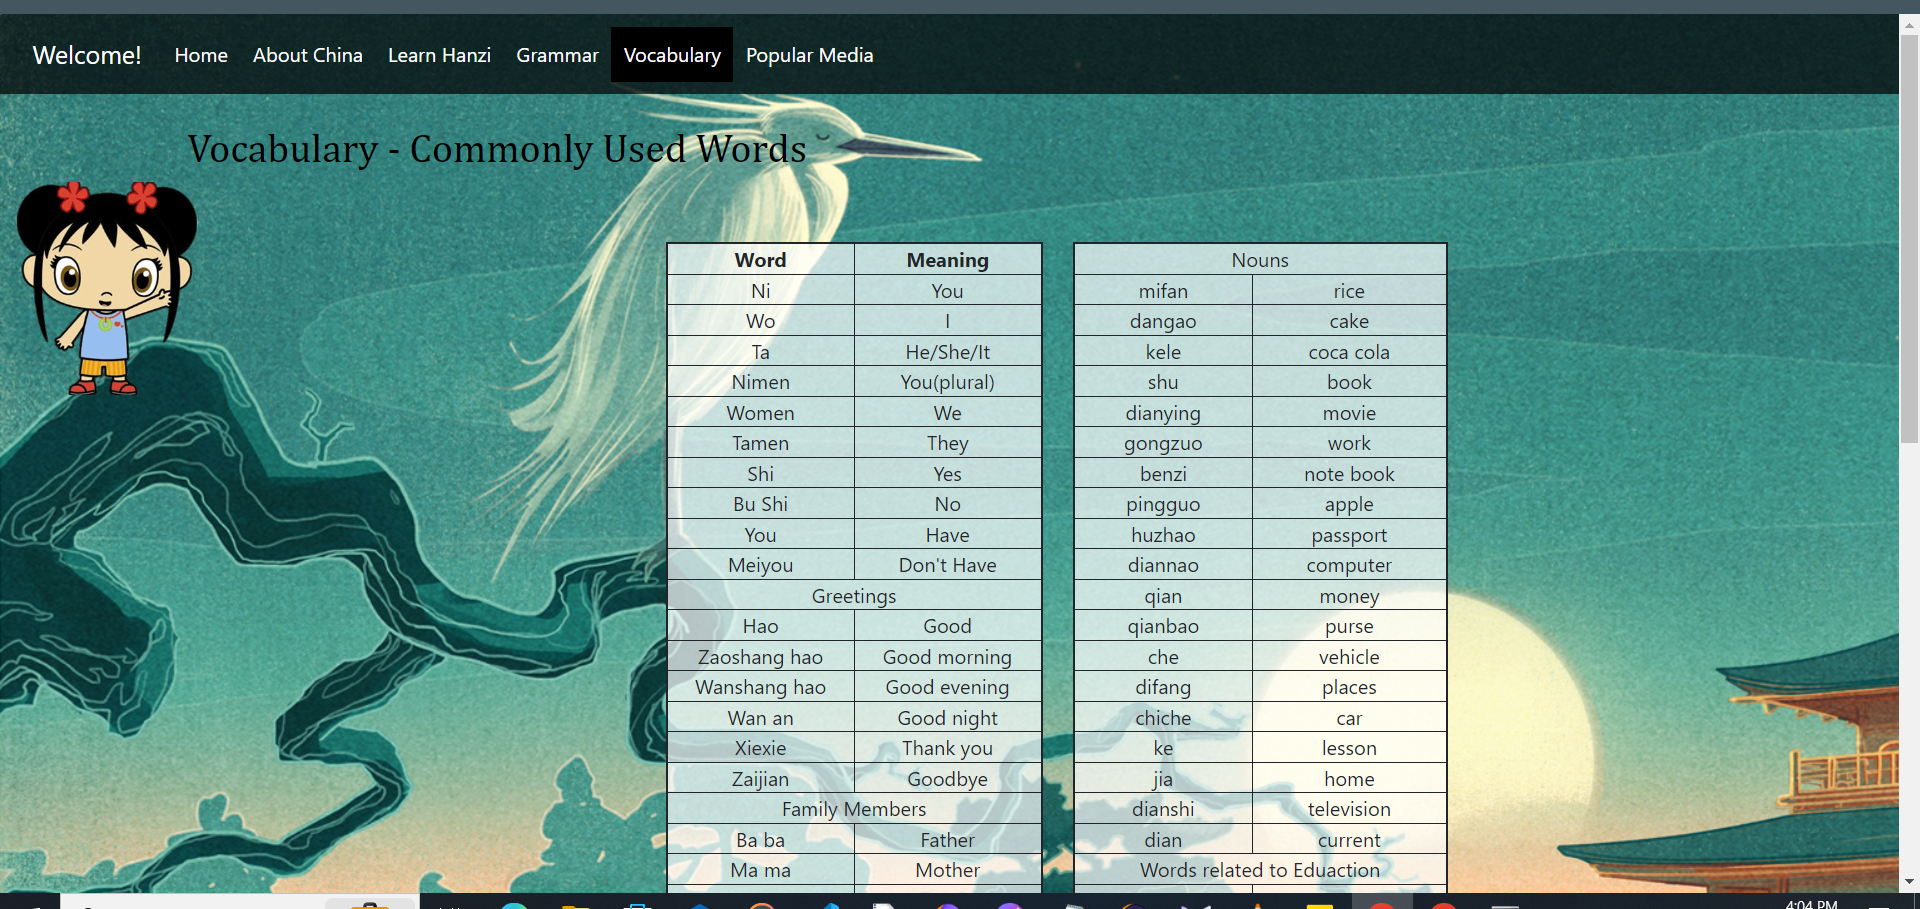 Welcome! Home About China Learn Hanzi Grammar Vocabulary Popular Media
Vocabulary - Commonly Used Words
Word Meaning
Ni You
Wo I
Ta He/She/It
Nimen You(plural)
Women We
Tamen They
Shi Yes
Bu Shi No
You Have
Meiyou Don't Have
Greetings
Hao Good
Zaoshang hao Good morning
Wanshang hao Good evening
Wan an Good night
Xiexie Thank you
Zaijian Goodbye
Family Members
Ba ba Father
Ma ma Mother
Nouns
mifan rice
dangao cake
kele coca cola
shu book
dianying movie
gongzuo work
benzi note book
pingguo apple
huzhao passport
diannao computer
qian money
qianbao purse
che vehicle
difang places
chiche car
ke lesson
jia home
dianshi television
dian current
Words related to Eduaction
4:04 PM